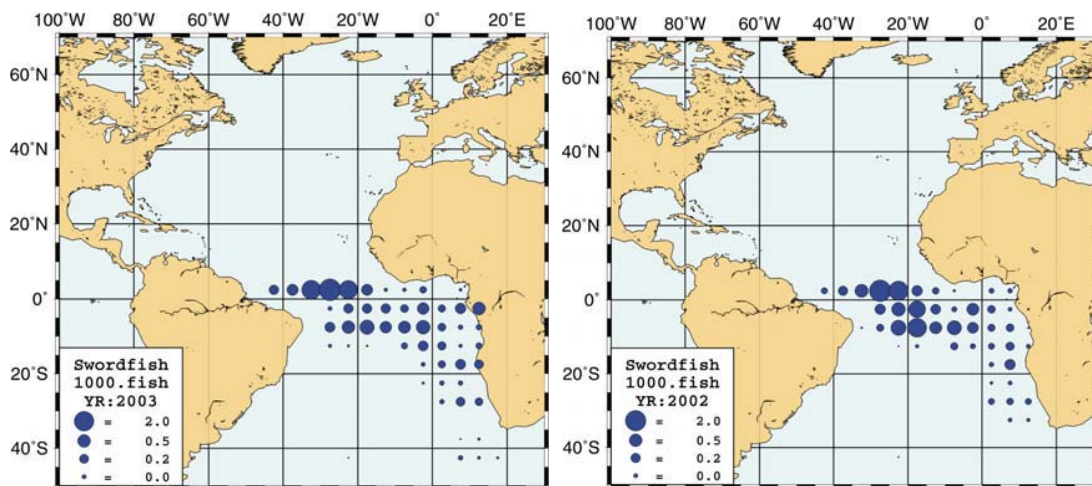 100°W 80°W 60°W 40°W 20°W 0° 20°E
60°N
40°N
20°N
0°
20°S
40°S
Swordfish
1000.fish
YR:2003
= 2.0
= 0.5
= 0.2
= 0.0
100°W 80°W 60°W 40°W 20°W 0° 20°E
60°N
40°N
20°N
0°
20°S
40°S
Swordfish
1000.fish
YR:2002
= 2.0
= 0.5
= 0.2
= 0.0